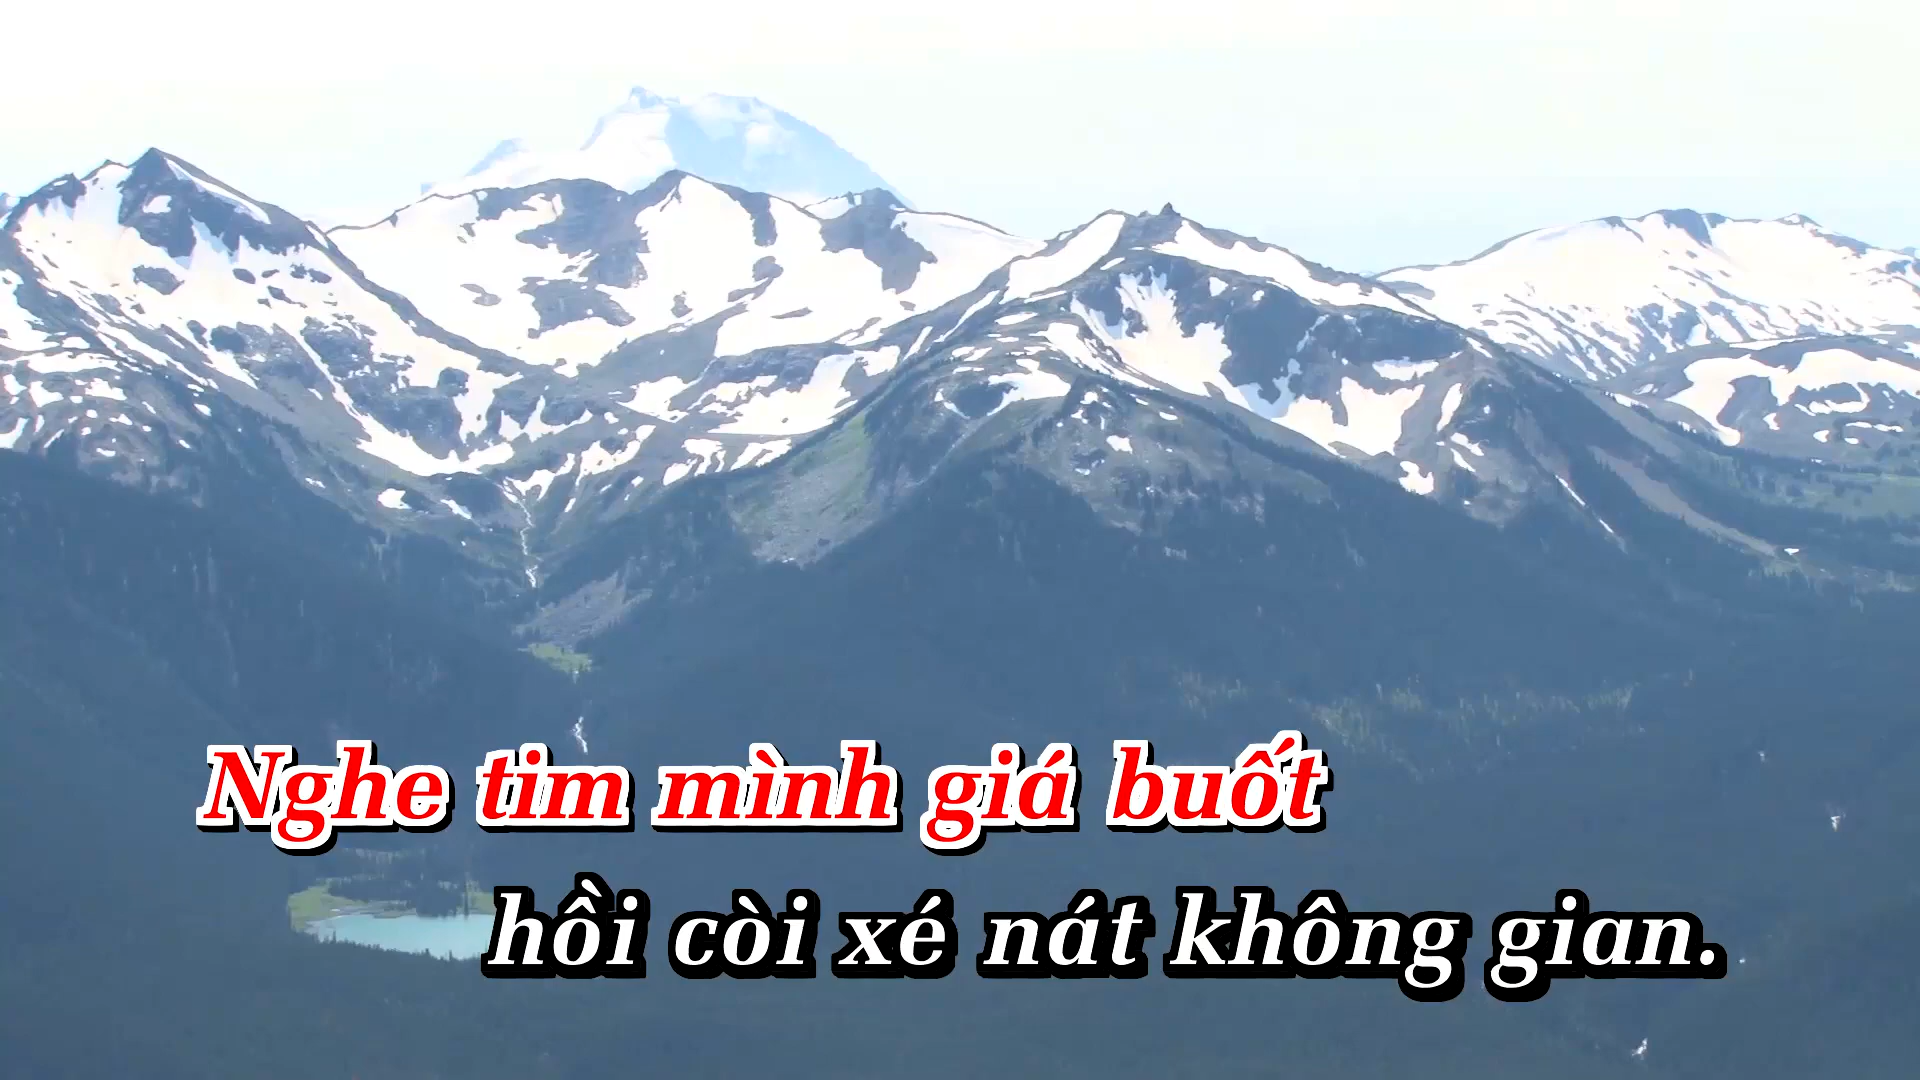 Nghe tim mình giá buốt
hồi còi xé nát không gian.